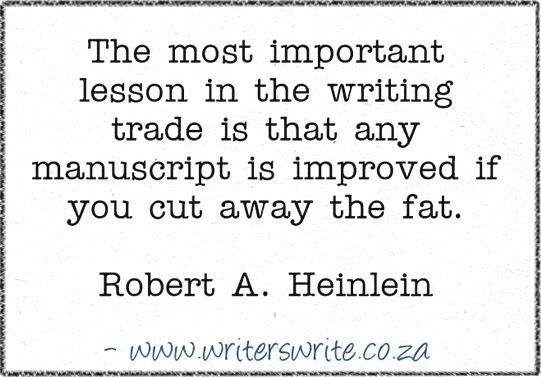 The most important
lesson in the writing
trade is that any
manuscript is improved if
you cut away the fat.
Robert A. Heinlein
- www.writerswrite.co.za